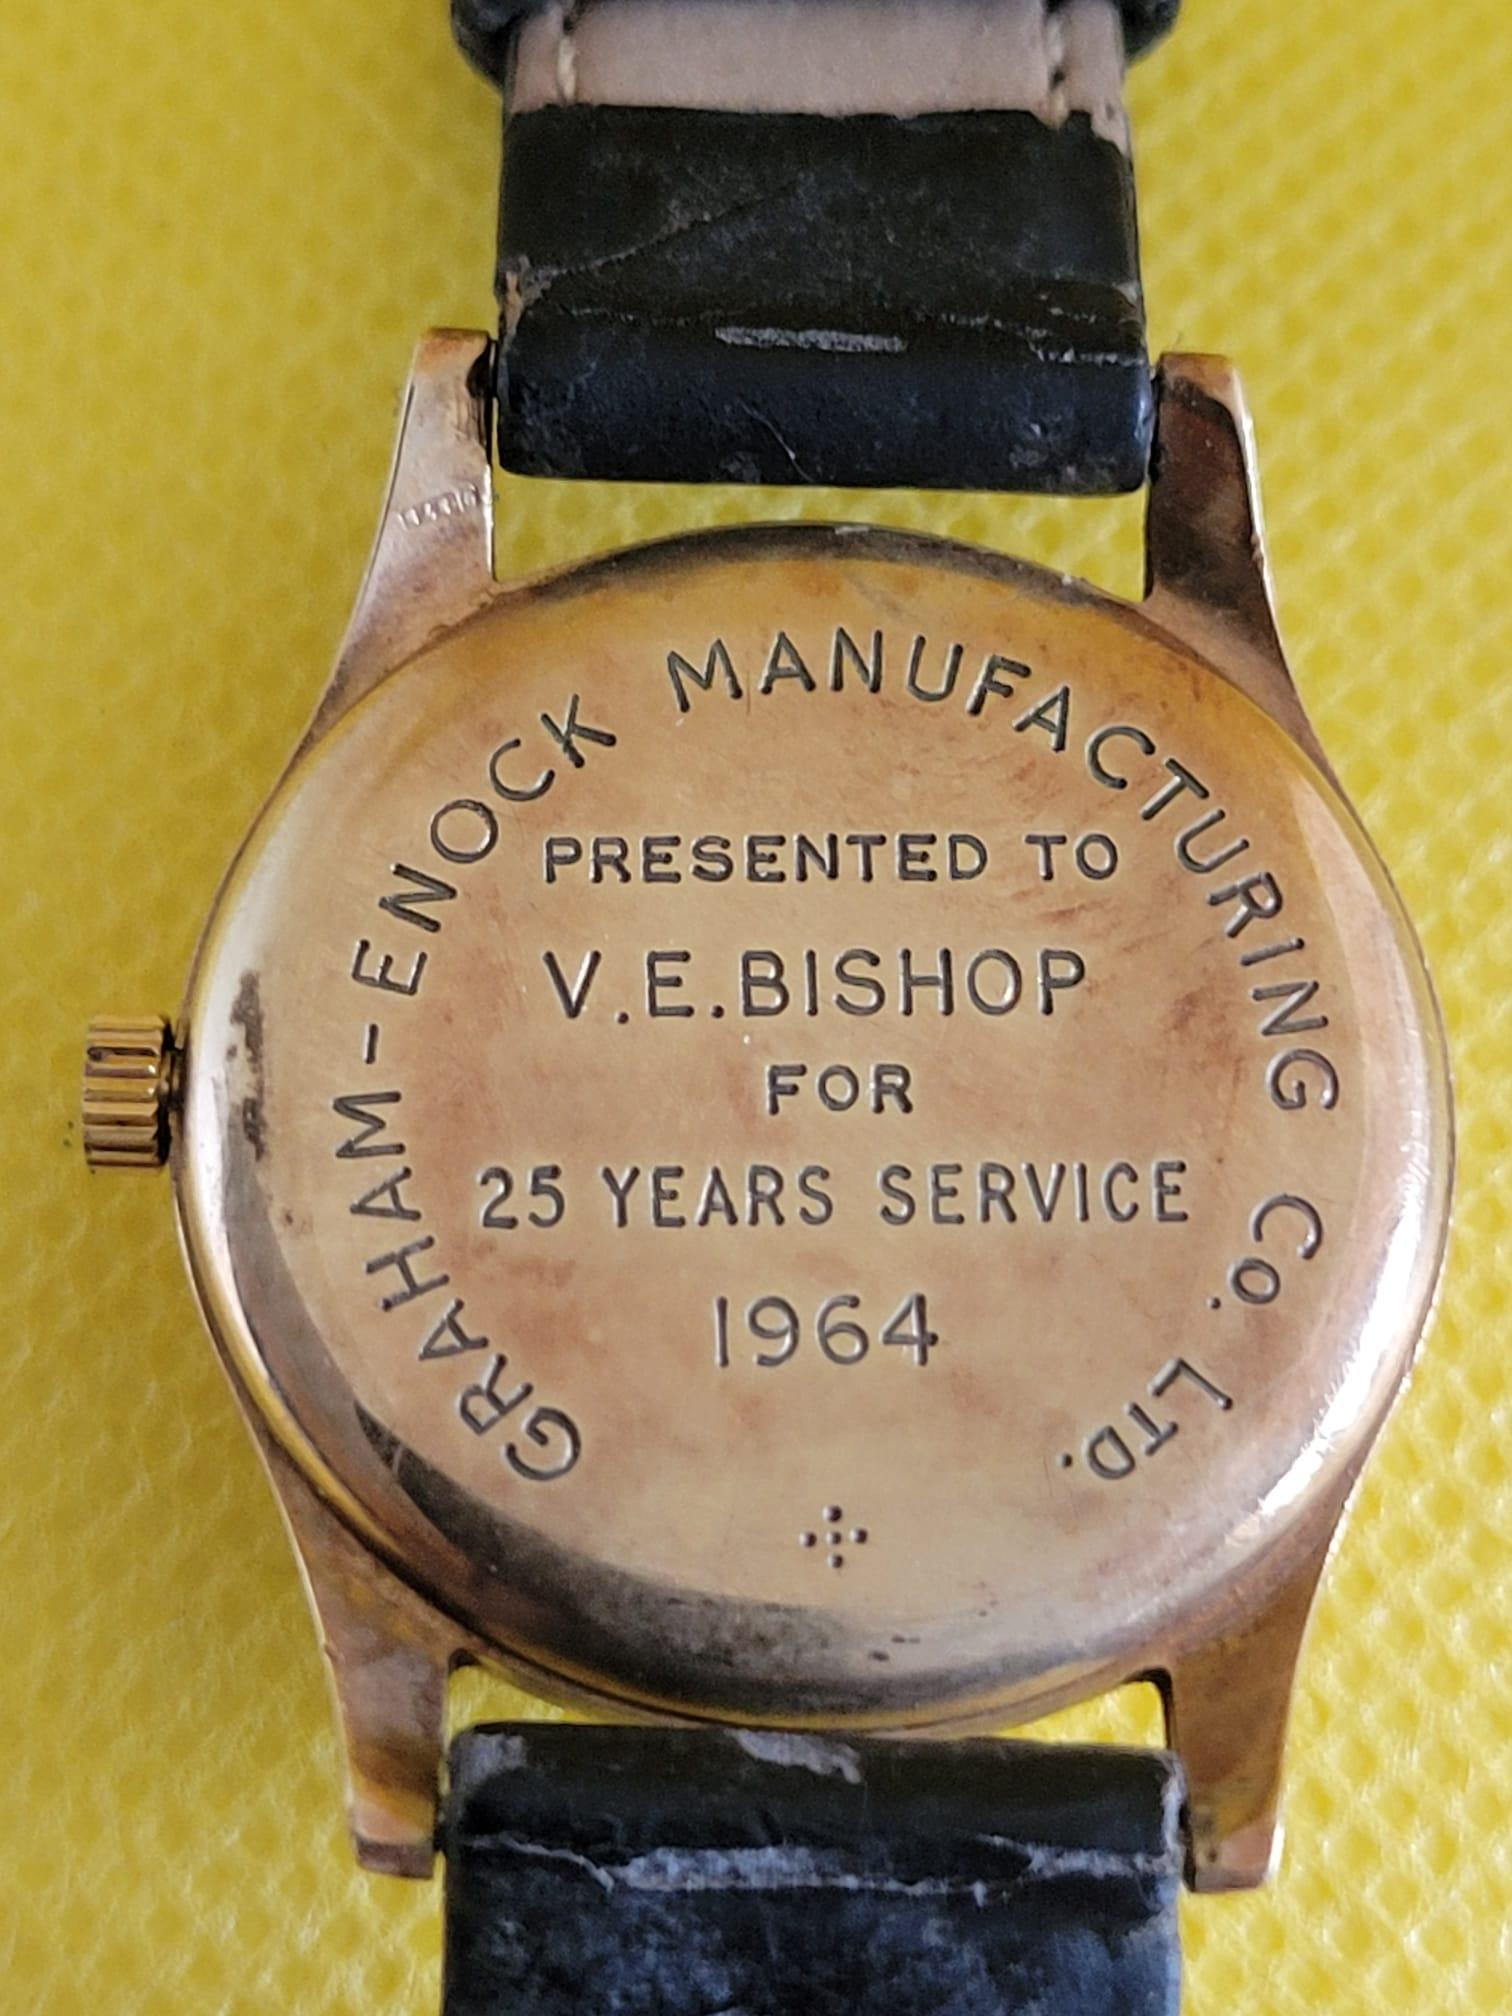 GRAHAM-ENOCK MANUFACTURING Co. LTD.
PRESENTED TO
V.E.BISHOP
FOR
25 YEARS SERVICE
1964